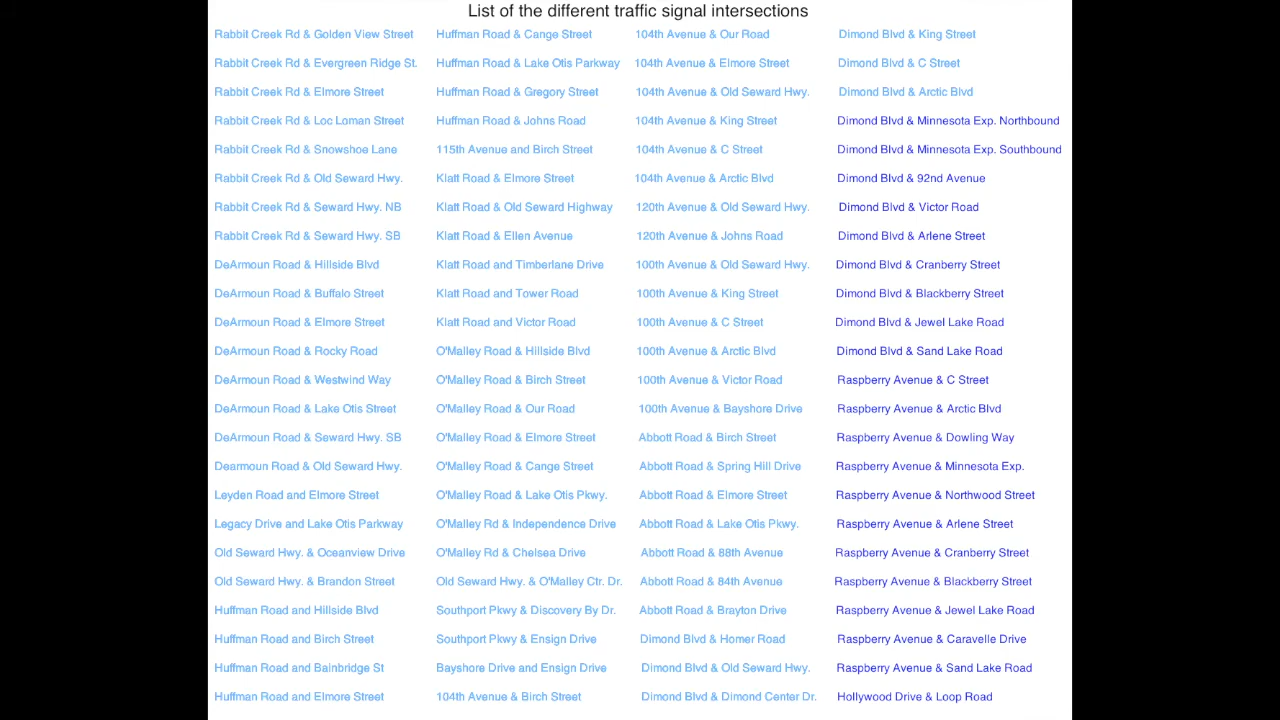 List of the different traffic signal intersections
Rabbit Creek Rd & Golden View Street
Rabbit Creek Rd & Evergreen Ridge St.
Rabbit Creek Rd & Elmore Street
Rabbit Creek Rd & Loc Loman Street
Rabbit Creek Rd & Snowshoe Lane
Rabbit Creek Rd & Old Seward Hwy.
Rabbit Creek Rd & Seward Hwy. NB
Rabbit Creek Rd & Seward Hwy. SB
DeArmoun Road & Hillside Blvd
DeArmoun Road & Buffalo Street
DeArmoun Road & Elmore Street
DeArmoun Road & Rocky Road
DeArmoun Road & Westwind Way
DeArmoun Road & Lake Otis Street
DeArmoun Road & Seward Hwy. SB
Dearmoun Road & Old Seward Hwy.
Leyden Road and Elmore Street
Legacy Drive and Lake Otis Parkway
Old Seward Hwy. & Oceanview Drive
Old Seward Hwy. & Brandon Street
Huffman Road and Hillside Blvd
Huffman Road and Birch Street
Huffman Road and Bainbridge St
Huffman Road and Elmore Street
Huffman Road & Cange Street
Huffman Road & Lake Otis Parkway
Huffman Road & Gregory Street
Huffman Road & Johns Road
115th Avenue and Birch Street
Klatt Road & Elmore Street
Klatt Road & Old Seward Highway
Klatt Road & Ellen Avenue
Klatt Road and Timberlane Drive
Klatt Road and Tower Road
Klatt Road and Victor Road
O'Malley Road & Hillside Blvd
O'Malley Road & Birch Street
O'Malley Road & Our Road
O'Malley Road & Elmore Street
O'Malley Road & Cange Street
O'Malley Road & Lake Otis Pkwy.
O'Malley Rd & Independence Drive
O'Malley Rd & Chelsea Drive
Old Seward Hwy. & O'Malley Ctr. Dr.
Southport Pkwy & Discovery By Dr.
Southport Pkwy & Ensign Drive
Bayshore Drive and Ensign Drive
104th Avenue & Birch Street
104th Avenue & Our Road
104th Avenue & Elmore Street
104th Avenue & Old Seward Hwy.
104th Avenue & King Street
104th Avenue & C Street
104th Avenue & Arctic Blvd
120th Avenue & Old Seward Hwy.
120th Avenue & Johns Road
100th Avenue & Old Seward Hwy.
100th Avenue & King Street
100th Avenue & C Street
100th Avenue & Arctic Blvd
100th Avenue & Victor Road
100th Avenue & Bayshore Drive
Abbott Road & Birch Street
Abbott Road & Spring Hill Drive
Abbott Road & Elmore Street
Abbott Road & Lake Otis Pkwy.
Abbott Road & 88th Avenue
Abbott Road & 84th Avenue
Abbott Road & Brayton Drive
Dimond Blvd & Homer Road
Dimond Blvd & Old Seward Hwy.
Dimond Blvd & Dimond Center Dr.
Dimond Blvd & King Street
Dimond Blvd & C Street
Dimond Blvd & Arctic Blvd
Dimond Blvd & Minnesota Exp. Northbound
Dimond Blvd & Minnesota Exp. Southbound
Dimond Blvd & 92nd Avenue
Dimond Blvd & Victor Road
Dimond Blvd & Arlene Street
Dimond Blvd & Cranberry Street
Dimond Blvd & Blackberry Street
Dimond Blvd & Jewel Lake Road
Dimond Blvd & Sand Lake Road
Raspberry Avenue & C Street
Raspberry Avenue & Arctic Blvd
Raspberry Avenue & Dowling Way
Raspberry Avenue & Minnesota Exp.
Raspberry Avenue & Northwood Street
Raspberry Avenue & Arlene Street
Raspberry Avenue & Cranberry Street
Raspberry Avenue & Blackberry Street
Raspberry Avenue & Jewel Lake Road
Raspberry Avenue & Caravelle Drive
Raspberry Avenue & Sand Lake Road
Hollywood Drive & Loop Road